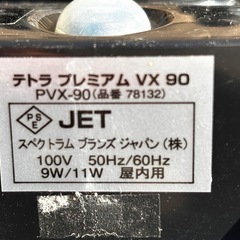 テトラ プレミアム VX 90
PVX-90(品番 78132)
PSE JET
スペクトラム ブランズ ジャパン (株)
100V 50Hz/60Hz
9W/11W 屋内用